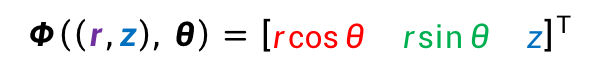 Φ((r, z), θ) = [r cos θ r sin θ z]ᵀ